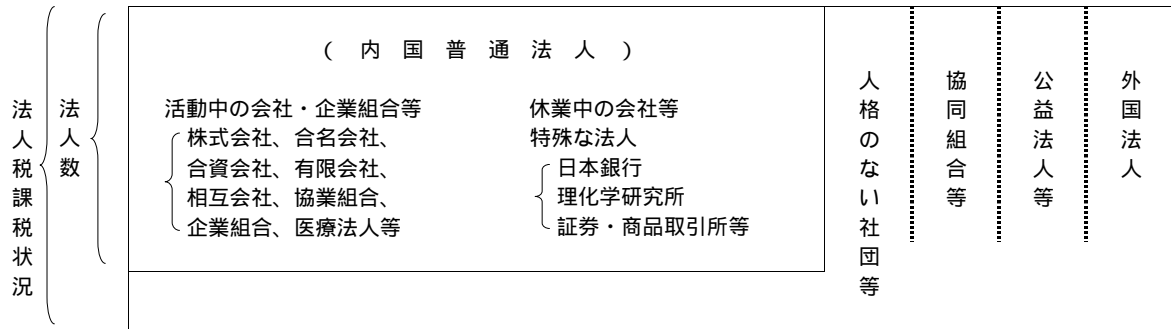 法人税課税状況
法人数
(内国普通法人)
活動中の会社・企業組合等
株式会社、合名会社、
合資会社、有限会社、
相互会社、協業組合、
企業組合、医療法人等
休業中の会社等
特殊な法人
日本銀行
理化学研究所
証券・商品取引所等
人格のない社団等
協同組合等
公益法人等
外国法人